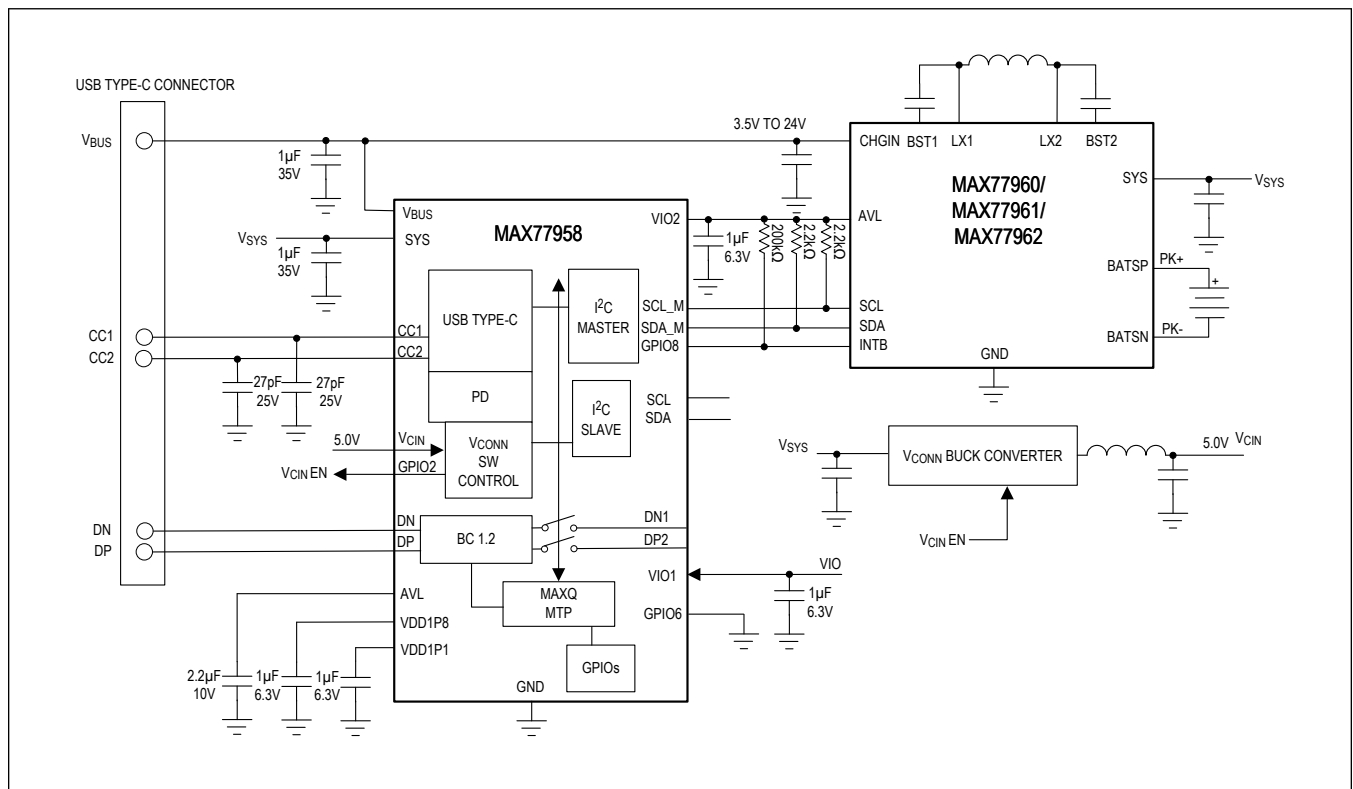 USB TYPE-C CONNECTOR
VBUS
1µF
35V
3.5V TO 24V
CHGIN
BST1
LX1
LX2
BST2
MAX77960/
MAX77961/
MAX77962
SYS
VSYS
AVL
BATSP
PK+
+
BATSN
PK-
SCL
SDA
INTB
GND
VBUS
SYS
MAX77958
VIO2
VSYS
1µF
35V
1µF
6.3V
200kΩ
2.2kΩ
2.2kΩ
USB TYPE-C
I²C
MASTER
SCL_M
SDA_M
GPIO8
CC1
CC2
CC1
CC2
27pF
25V
27pF
25V
PD
I²C
SLAVE
SCL
SDA
5.0V
VCIN
VCIN EN
GPIO2
VCONN
SW
CONTROL
VSYS
VCONN BUCK CONVERTER
5.0V
VCIN
VCIN EN
DN
DP
DN
DP
BC 1.2
DN1
DP2
VIO1
VIO
1µF
6.3V
GPIO6
MAXQ
MTP
GPIOs
AVL
VDD1P8
VDD1P1
2.2µF
10V
1µF
6.3V
1µF
6.3V
GND